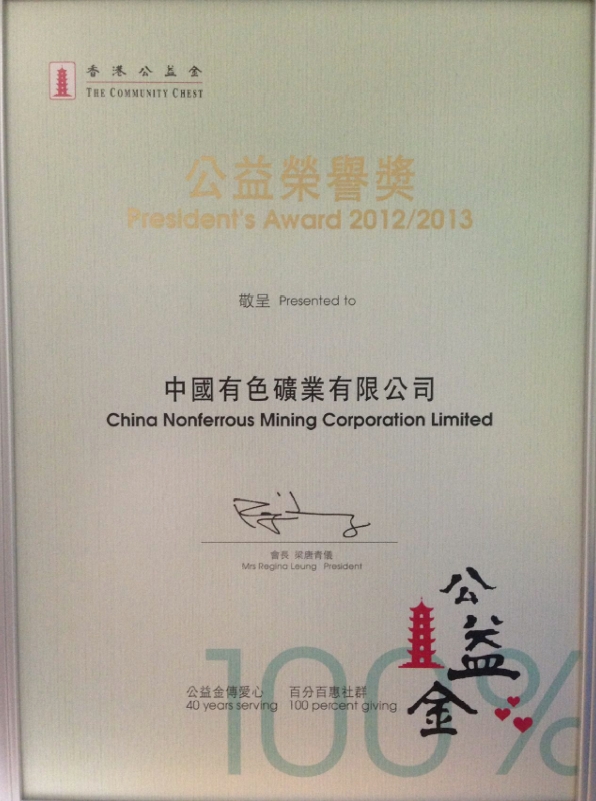 香港公益金
THE COMMUNITY CHEST
公益榮譽獎
President's Award 2012/2013
敬呈 Presented to
中國有色礦業有限公司
China Nonferrous Mining Corporation Limited
會長 梁唐青儀
Mrs Regina Leung President
公益金
100%
公益金傳愛心 百分百惠社群
40 years serving 100 percent giving